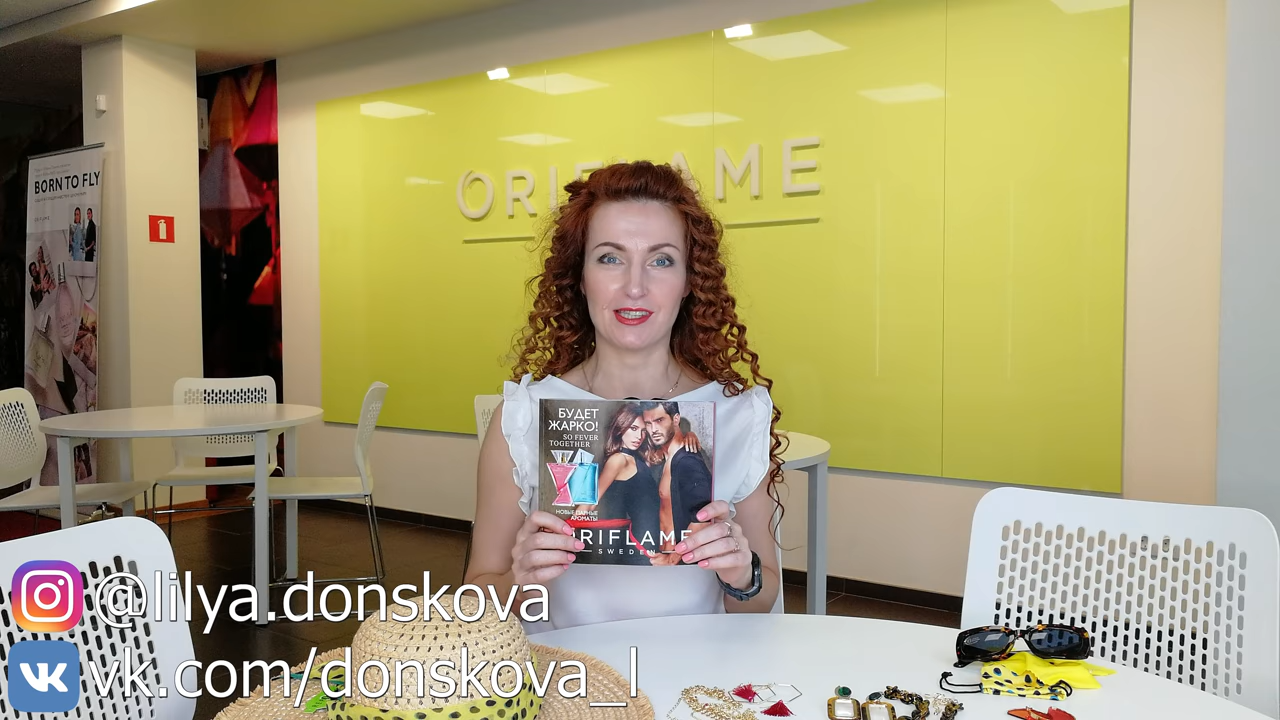 BORN TO FLY
ORIFLAME
БУДЕТ
ЖАРКО!
SO FEVER
TOGETHER
НОВЫЕ ПАРНЫЕ
АРОМАТЫ
ORIFLAME
SWEDEN
@lilya.donskova
vk.com/donskova_l